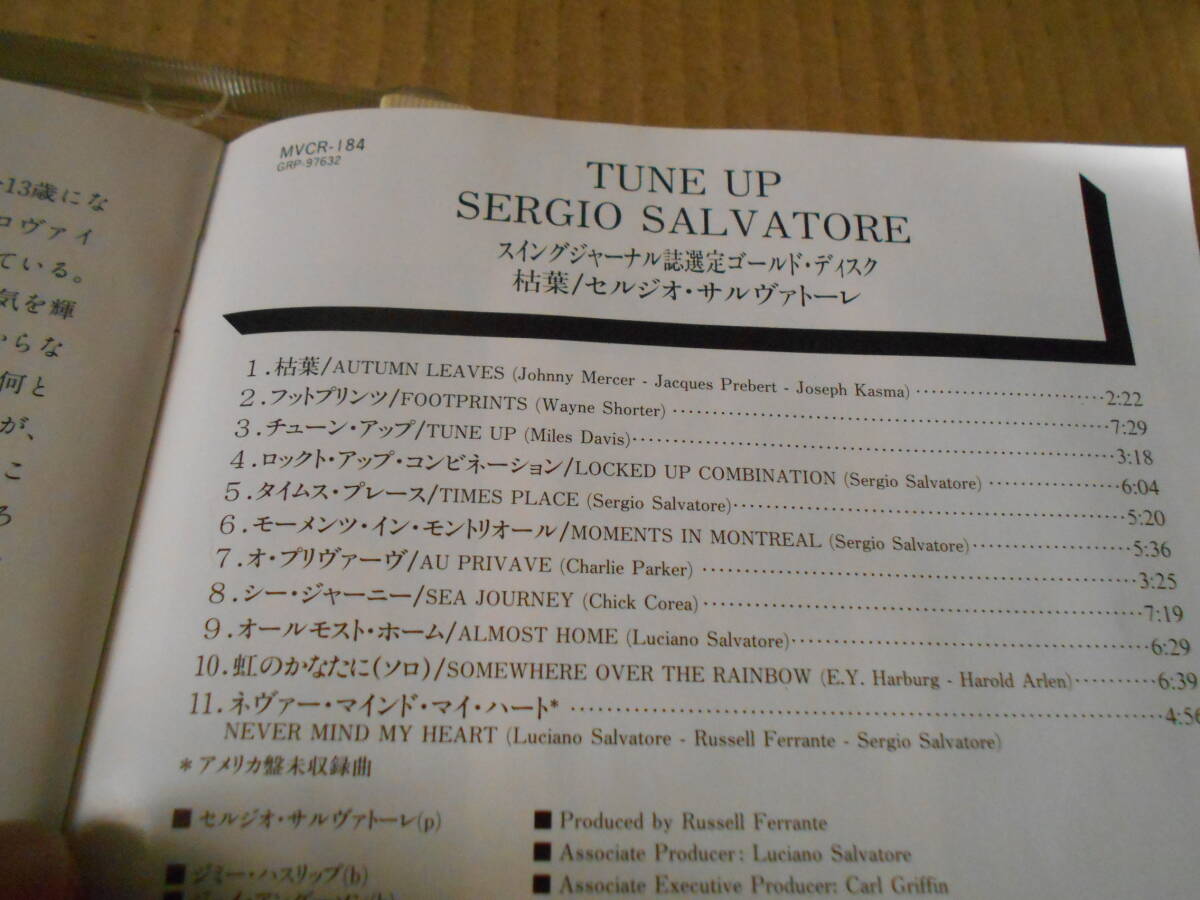 13歳にな
ロヴァイ
ている。
気を輝
らな
何と
が、
こ
ろ
MVCR-184
GRP-97632
TUNE UP
SERGIO SALVATORE
スイングジャーナル誌選定ゴールド・ディスク
枯葉/セルジオ・サルヴァトーレ
1.枯葉/AUTUMN LEAVES (Johnny Mercer - Jacques Prebert - Joseph Kasma) 2:22
2.フットプリンツ/FOOTPRINTS (Wayne Shorter) 7:29
3.チューン・アップ/TUNE UP (Miles Davis) 3:18
4.ロックト・アップ・コンビネーション/LOCKED UP COMBINATION (Sergio Salvatore) 6:04
5.タイムス・プレース/TIMES PLACE (Sergio Salvatore) 5:20
6.モーメンツ・イン・モントリオール/MOMENTS IN MONTREAL (Sergio Salvatore) 5:36
7.オ・プリヴァーヴ/AU PRIVAVE (Charlie Parker) 3:25
8.シー・ジャーニー/SEA JOURNEY (Chick Corea) 7:19
9.オールモスト・ホーム/ALMOST HOME (Luciano Salvatore) 6:29
10.虹のかなたに(ソロ)/SOMEWHERE OVER THE RAINBOW (E.Y. Harburg - Harold Arlen) 6:39
11.ネヴァー・マインド・マイ・ハート* 4:56
NEVER MIND MY HEART (Luciano Salvatore - Russell Ferrante - Sergio Salvatore)
*アメリカ盤未収録曲
■ セルジオ・サルヴァトーレ(p)
■ ジミー・ハスリップ(b)
■ Produced by Russell Ferrante
■ Associate Producer: Luciano Salvatore
■ Associate Executive Producer: Carl Griffin